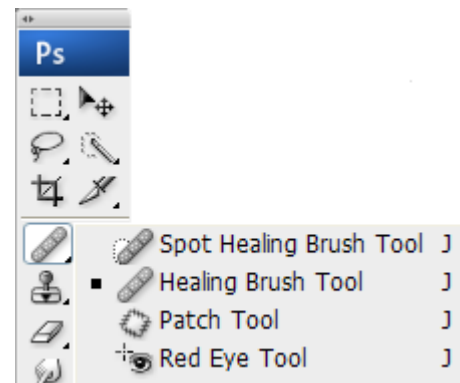 Ps
Spot Healing Brush Tool J
Healing Brush Tool J
Patch Tool J
Red Eye Tool J